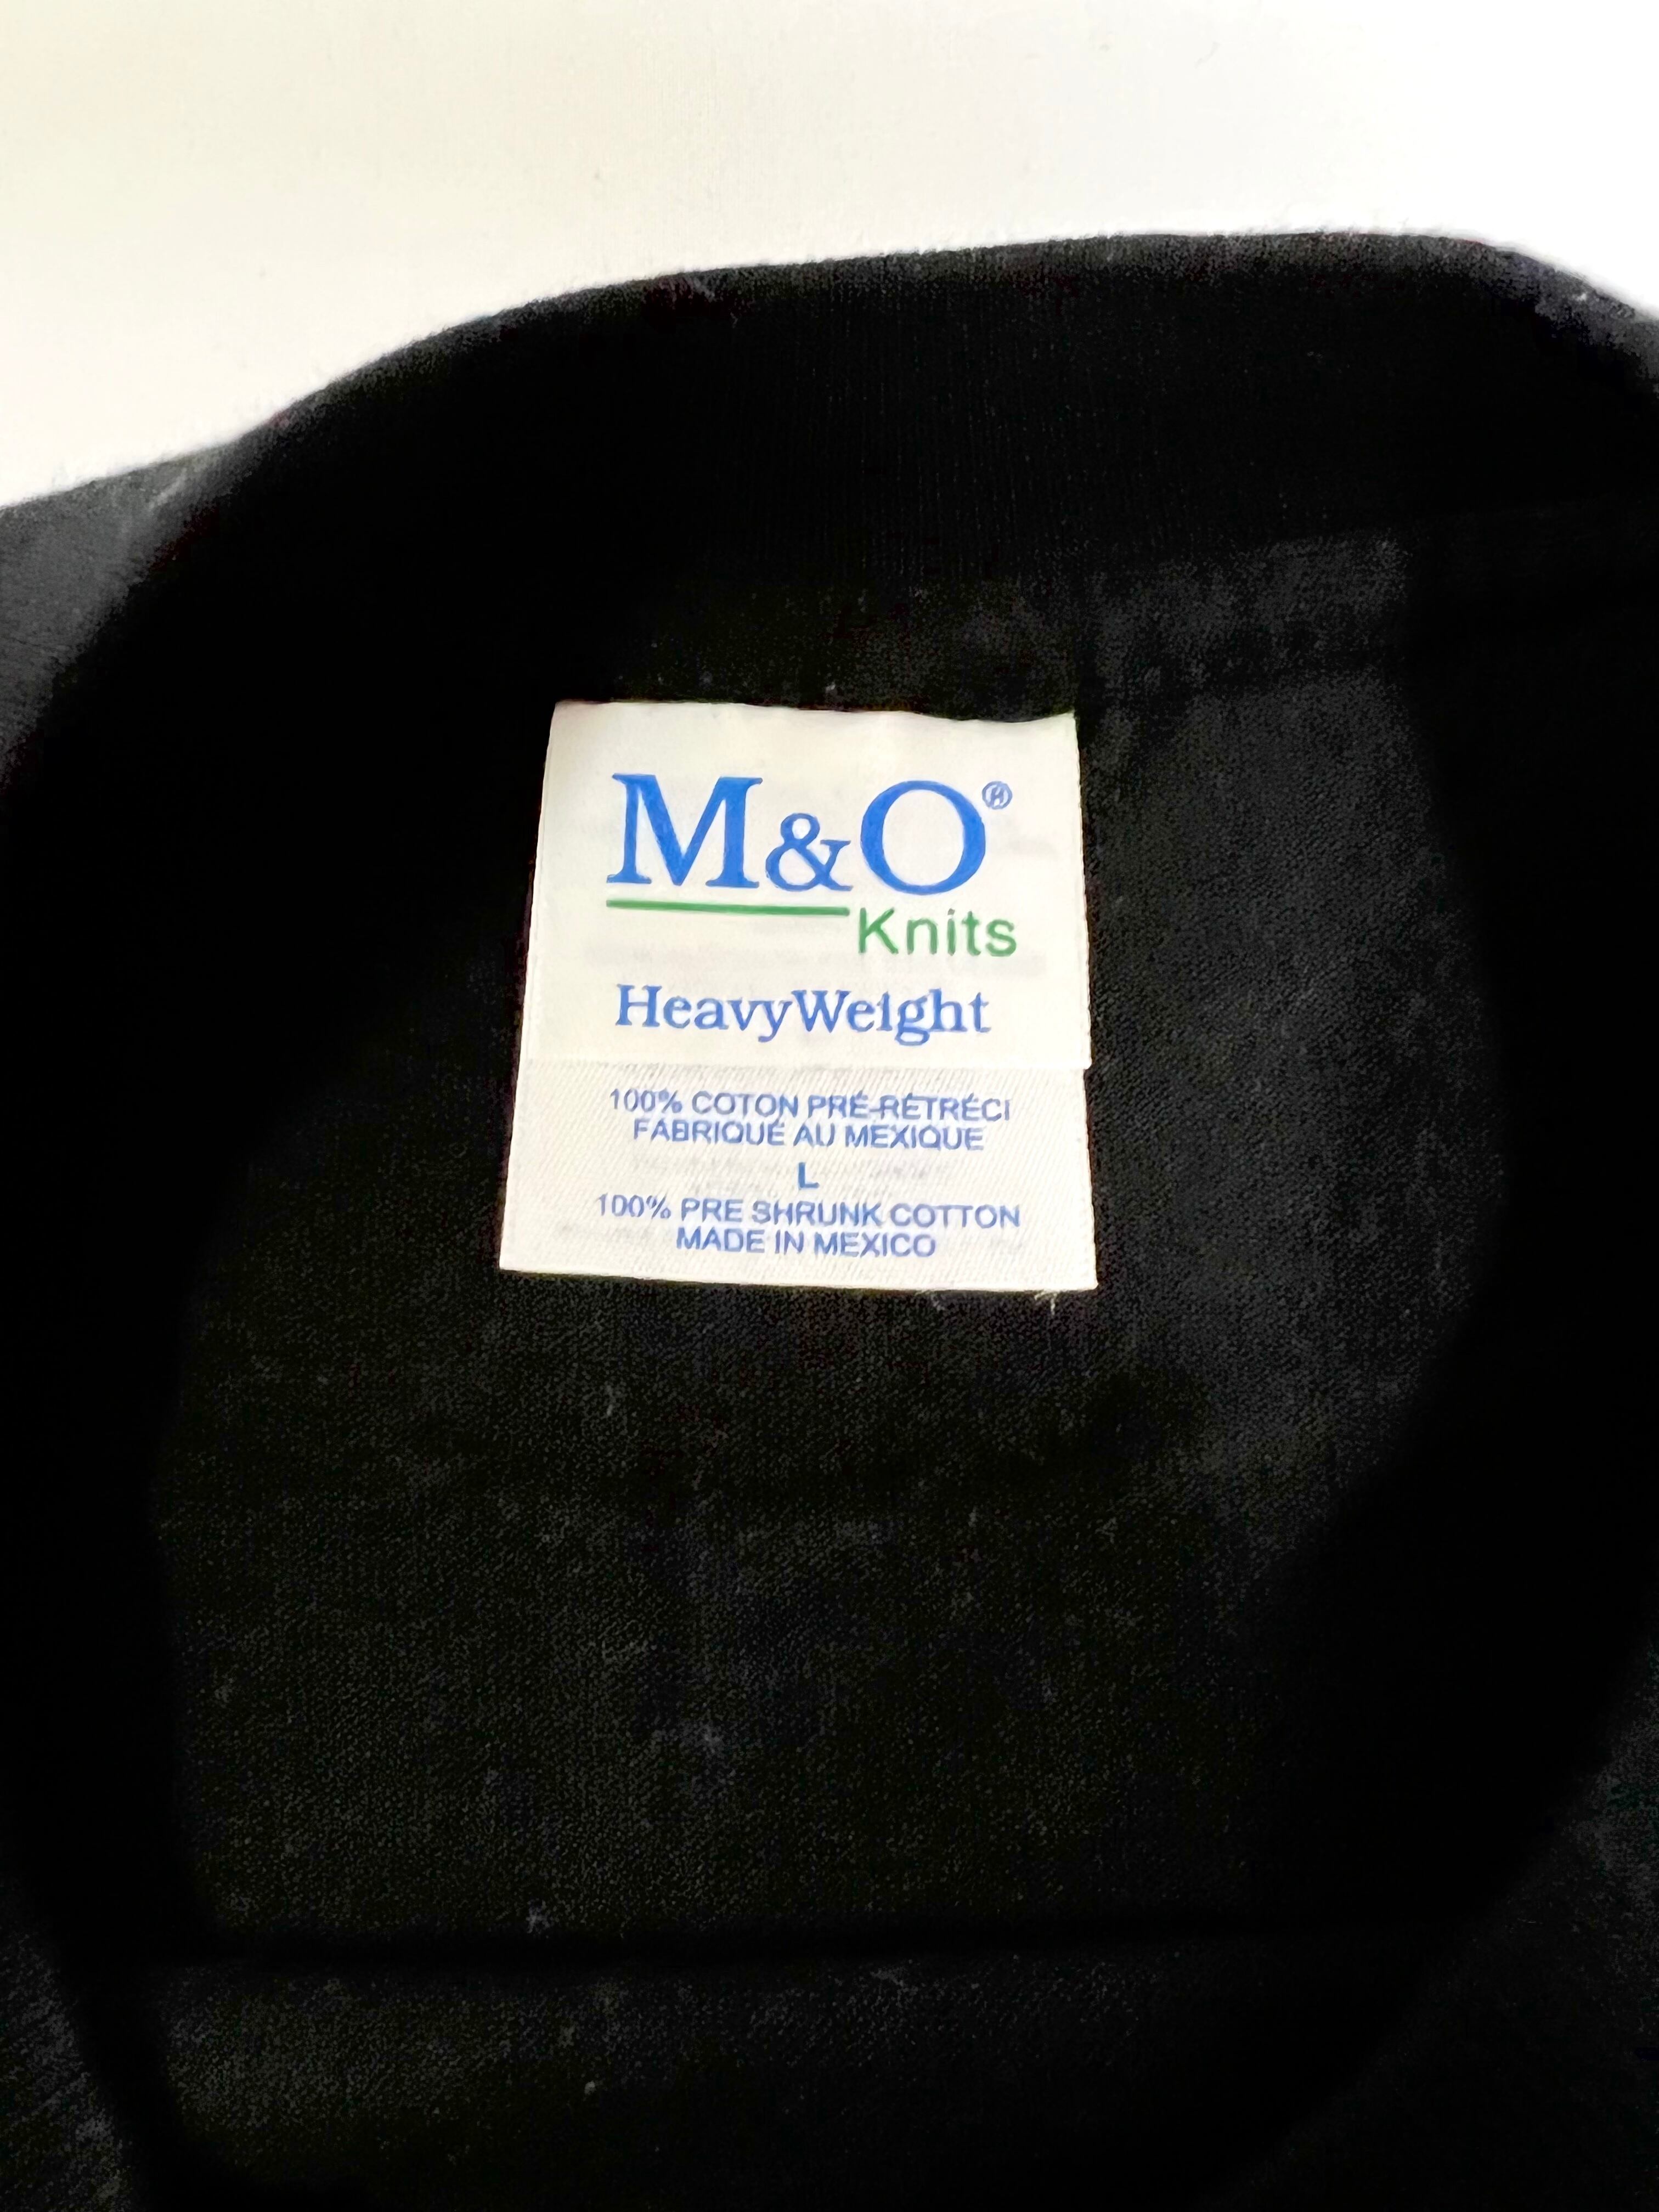 M&O®
Knits
HeavyWeight
100% COTON PRÉ-RÉTRÉCI
FABRIQUÉ AU MEXIQUE
L
100% PRE SHRUNK COTTON
MADE IN MEXICO